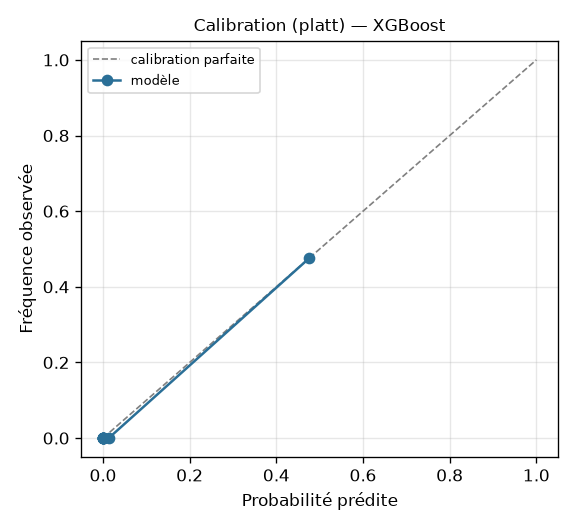 Calibration (platt) — XGBoost
calibration parfaite
modèle
1.0
0.8
0.6
0.4
0.2
0.0
Fréquence observée
0.0 0.2 0.4 0.6 0.8 1.0
Probabilité prédite